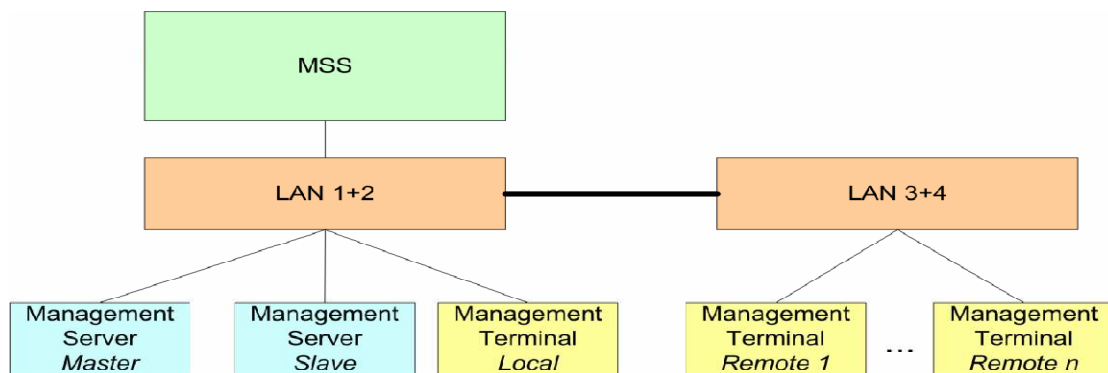 MSS
LAN 1+2
LAN 3+4
Management
Server
Master
Management
Server
Slave
Management
Terminal
Local
Management
Terminal
Remote 1
...
Management
Terminal
Remote n